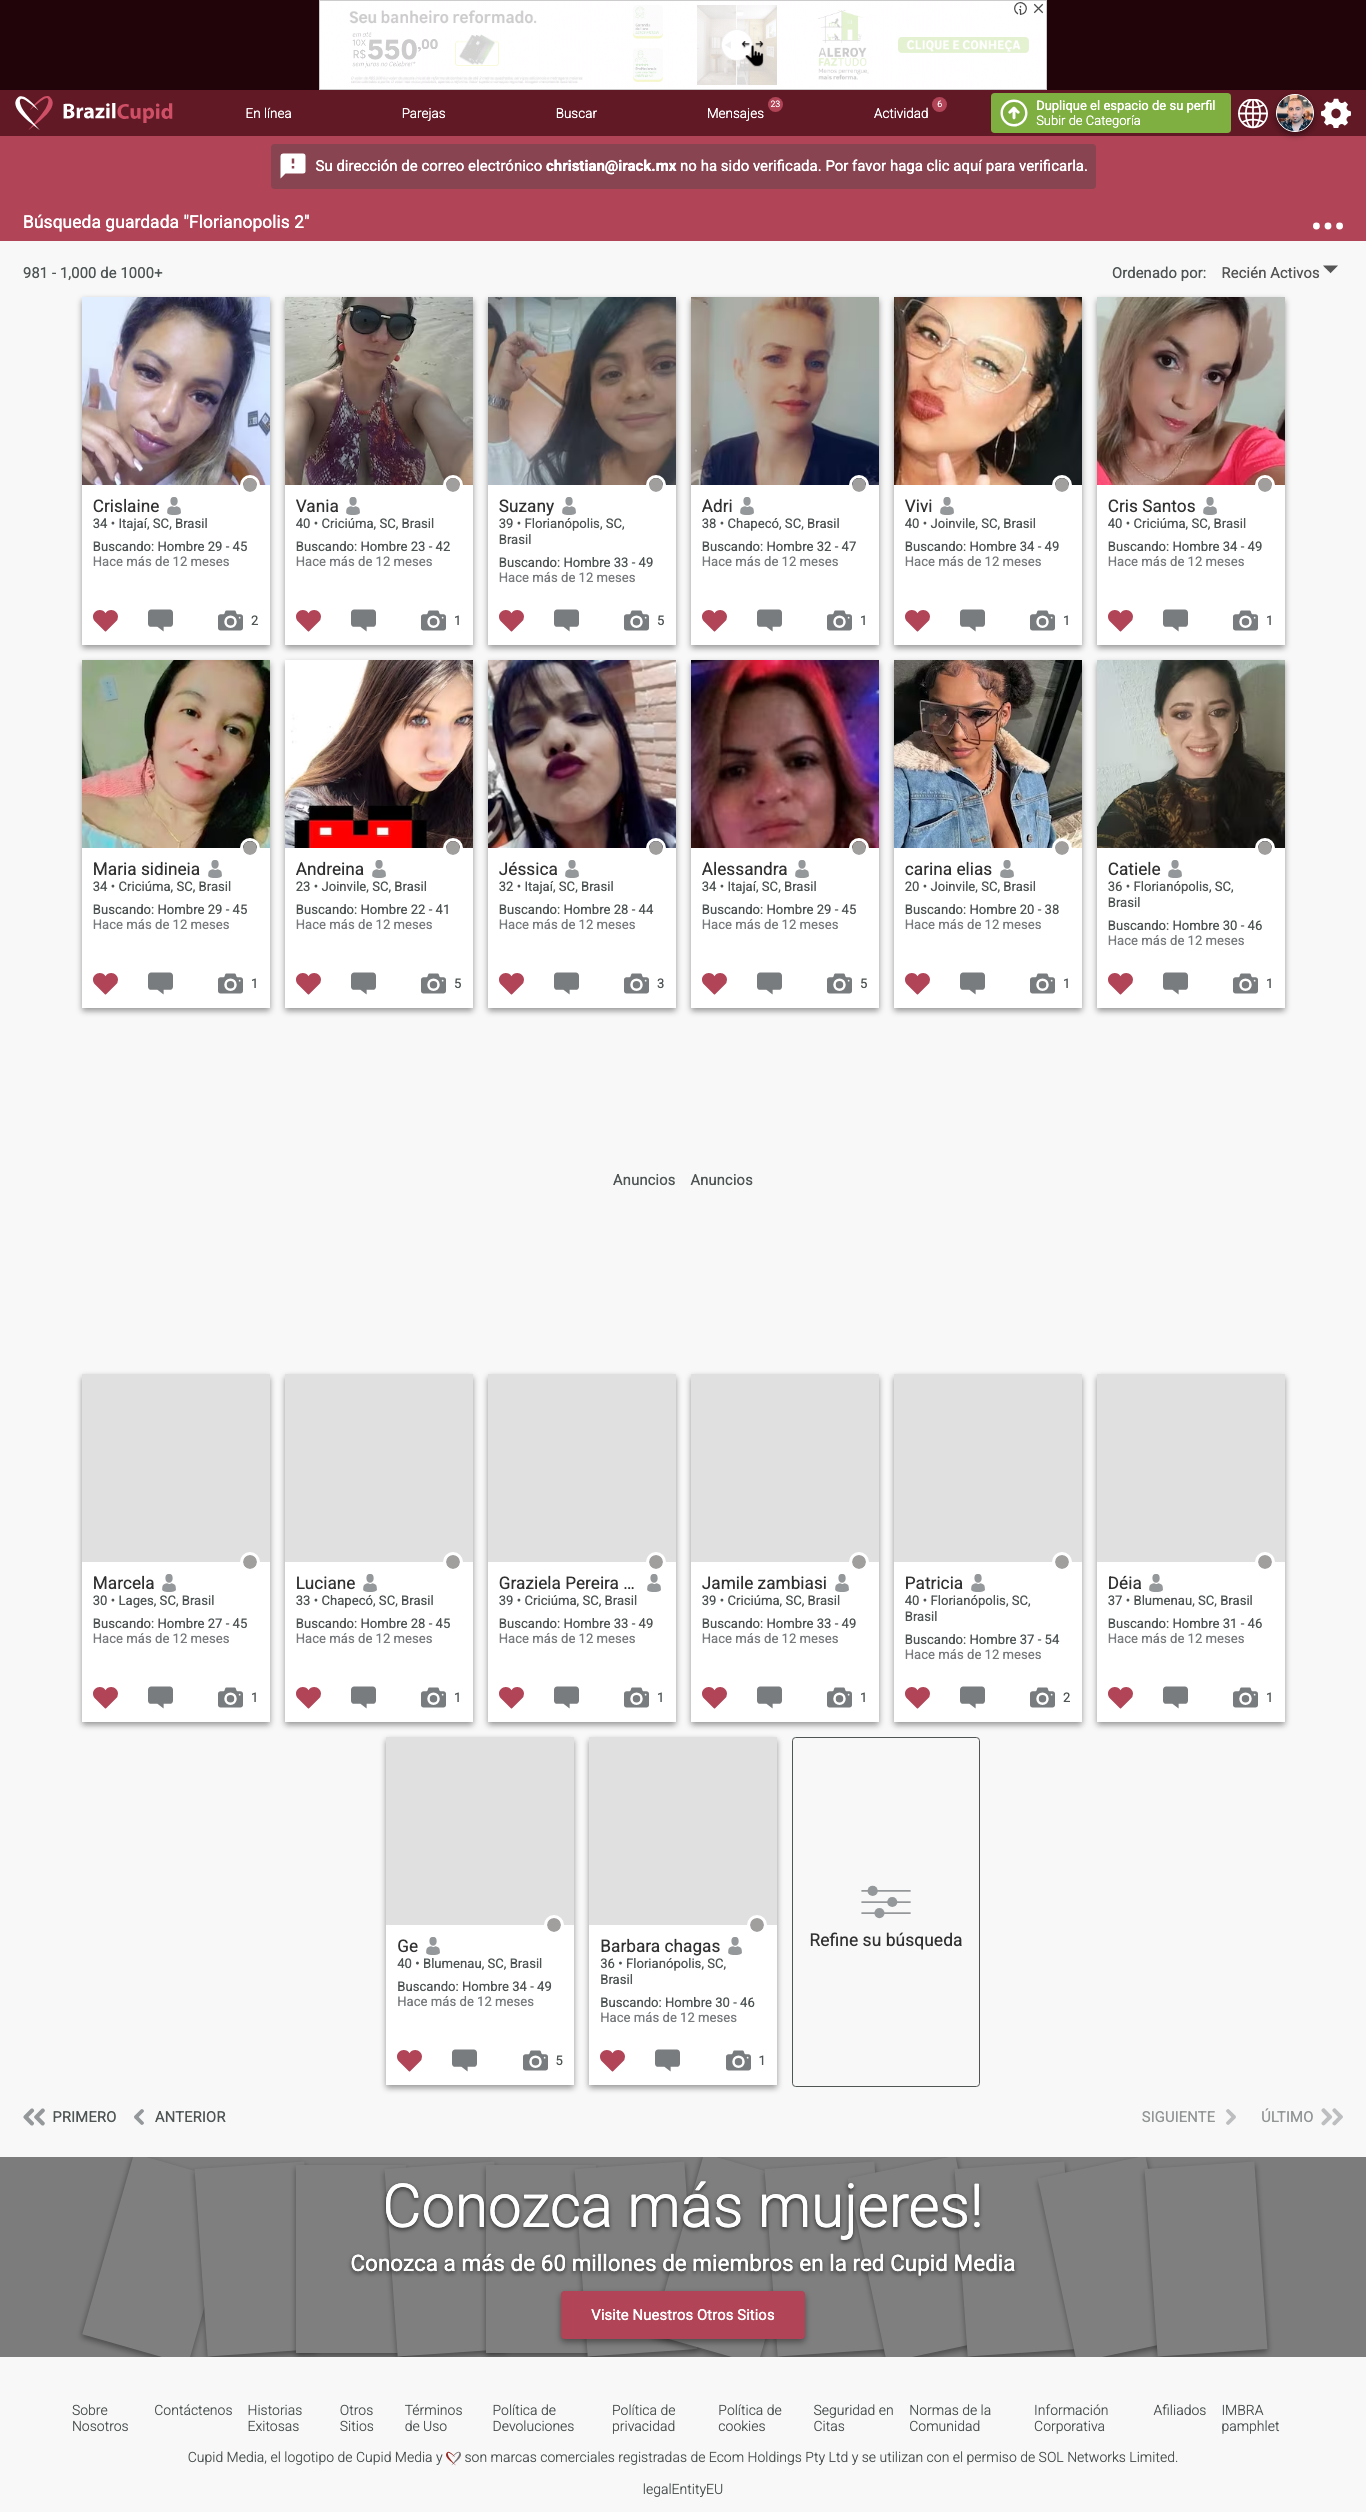 Seu banheiro reformado.
em até
10X
R$ 550,00
sem juros no Celebre!*
ALEROY
FAZTUDO
Menos perrengues,
mais reforma.
CLIQUE E CONHEÇA
BrazilCupid
En línea
Parejas
Buscar
Mensajes 23
Actividad 6
Duplique el espacio de su perfil
Subir de Categoría
Su dirección de correo electrónico christian@irack.mx no ha sido verificada. Por favor haga clic aquí para verificarla.
Búsqueda guardada "Florianopolis 2"
981 - 1,000 de 1000+
Ordenado por: Recién Activos
Crislaine
34 • Itajaí, SC, Brasil
Buscando: Hombre 29 - 45
Hace más de 12 meses
2
Vania
40 • Criciúma, SC, Brasil
Buscando: Hombre 23 - 42
Hace más de 12 meses
1
Suzany
39 • Florianópolis, SC,
Brasil
Buscando: Hombre 33 - 49
Hace más de 12 meses
5
Adri
38 • Chapecó, SC, Brasil
Buscando: Hombre 32 - 47
Hace más de 12 meses
1
Vivi
40 • Joinvile, SC, Brasil
Buscando: Hombre 34 - 49
Hace más de 12 meses
1
Cris Santos
40 • Criciúma, SC, Brasil
Buscando: Hombre 34 - 49
Hace más de 12 meses
1
Maria sidineia
34 • Criciúma, SC, Brasil
Buscando: Hombre 29 - 45
Hace más de 12 meses
1
Andreina
23 • Joinvile, SC, Brasil
Buscando: Hombre 22 - 41
Hace más de 12 meses
5
Jéssica
32 • Itajaí, SC, Brasil
Buscando: Hombre 28 - 44
Hace más de 12 meses
3
Alessandra
34 • Itajaí, SC, Brasil
Buscando: Hombre 29 - 45
Hace más de 12 meses
5
carina elias
20 • Joinvile, SC, Brasil
Buscando: Hombre 20 - 38
Hace más de 12 meses
1
Catiele
36 • Florianópolis, SC,
Brasil
Buscando: Hombre 30 - 46
Hace más de 12 meses
1
Anuncios Anuncios
Marcela
30 • Lages, SC, Brasil
Buscando: Hombre 27 - 45
Hace más de 12 meses
1
Luciane
33 • Chapecó, SC, Brasil
Buscando: Hombre 28 - 45
Hace más de 12 meses
1
Graziela Pereira ...
39 • Criciúma, SC, Brasil
Buscando: Hombre 33 - 49
Hace más de 12 meses
1
Jamile zambiasi
39 • Criciúma, SC, Brasil
Buscando: Hombre 33 - 49
Hace más de 12 meses
1
Patricia
40 • Florianópolis, SC,
Brasil
Buscando: Hombre 37 - 54
Hace más de 12 meses
2
Déia
37 • Blumenau, SC, Brasil
Buscando: Hombre 31 - 46
Hace más de 12 meses
1
Ge
40 • Blumenau, SC, Brasil
Buscando: Hombre 34 - 49
Hace más de 12 meses
5
Barbara chagas
36 • Florianópolis, SC,
Brasil
Buscando: Hombre 30 - 46
Hace más de 12 meses
1
Refine su búsqueda
PRIMERO
ANTERIOR
SIGUIENTE
ÚLTIMO
Conozca más mujeres!
Conozca a más de 60 millones de miembros en la red Cupid Media
Visite Nuestros Otros Sitios
Sobre
Nosotros
Contáctenos
Historias
Exitosas
Otros
Sitios
Términos
de Uso
Política de
Devoluciones
Política de
privacidad
Política de
cookies
Seguridad en
Citas
Normas de la
Comunidad
Información
Corporativa
Afiliados
IMBRA
pamphlet
Cupid Media, el logotipo de Cupid Media y son marcas comerciales registradas de Ecom Holdings Pty Ltd y se utilizan con el permiso de SOL Networks Limited.
legalEntityEU